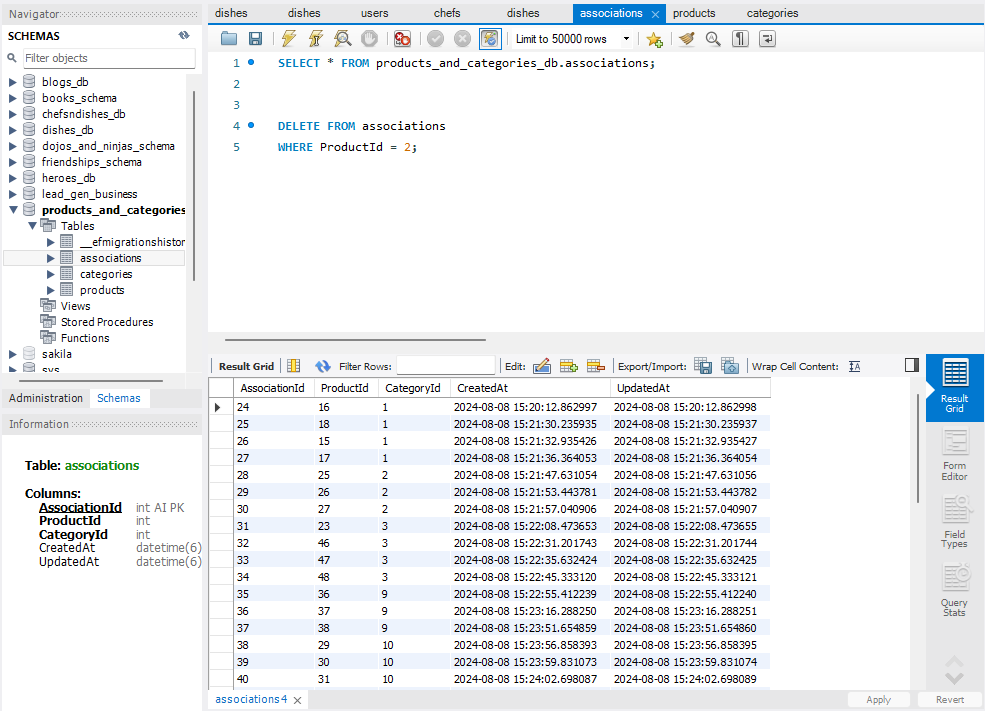 Navigator
SCHEMAS
Filter objects
blogs_db
books_schema
chefsndishes_db
dishes_db
dojos_and_ninjas_schema
friendships_schema
heroes_db
lead_gen_business
products_and_categories
Tables
__efmigrationshistor
associations
categories
products
Views
Stored Procedures
Functions
sakila
sys
Administration Schemas
Information
Table: associations
Columns:
AssociationId int AI PK
ProductId int
CategoryId int
CreatedAt datetime(6)
UpdatedAt datetime(6)
dishes dishes users chefs dishes associations products categories
Limit to 50000 rows
1 SELECT * FROM products_and_categories_db.associations;
2
3
4 DELETE FROM associations
5 WHERE ProductId = 2;
Result Grid Filter Rows: Edit: Export/Import: Wrap Cell Content:
AssociationId ProductId CategoryId CreatedAt UpdatedAt
24 16 1 2024-08-08 15:20:12.862997 2024-08-08 15:20:12.862998
25 18 1 2024-08-08 15:21:30.235935 2024-08-08 15:21:30.235937
26 15 1 2024-08-08 15:21:32.935426 2024-08-08 15:21:32.935427
27 17 1 2024-08-08 15:21:36.364053 2024-08-08 15:21:36.364054
28 25 2 2024-08-08 15:21:47.631054 2024-08-08 15:21:47.631056
29 26 2 2024-08-08 15:21:53.443781 2024-08-08 15:21:53.443782
30 27 2 2024-08-08 15:21:57.040906 2024-08-08 15:21:57.040907
31 23 3 2024-08-08 15:22:08.473653 2024-08-08 15:22:08.473655
32 46 3 2024-08-08 15:22:31.201743 2024-08-08 15:22:31.201744
33 47 3 2024-08-08 15:22:35.632424 2024-08-08 15:22:35.632425
34 48 3 2024-08-08 15:22:45.333120 2024-08-08 15:22:45.333121
35 36 9 2024-08-08 15:22:55.412239 2024-08-08 15:22:55.412240
36 37 9 2024-08-08 15:23:16.288250 2024-08-08 15:23:16.288251
37 38 9 2024-08-08 15:23:51.654859 2024-08-08 15:23:51.654860
38 29 10 2024-08-08 15:23:56.858393 2024-08-08 15:23:56.858395
39 30 10 2024-08-08 15:23:59.831073 2024-08-08 15:23:59.831074
40 31 10 2024-08-08 15:24:02.698087 2024-08-08 15:24:02.698089
Result
Grid
Form
Editor
Field
Types
Query
Stats
associations 4 Apply Revert